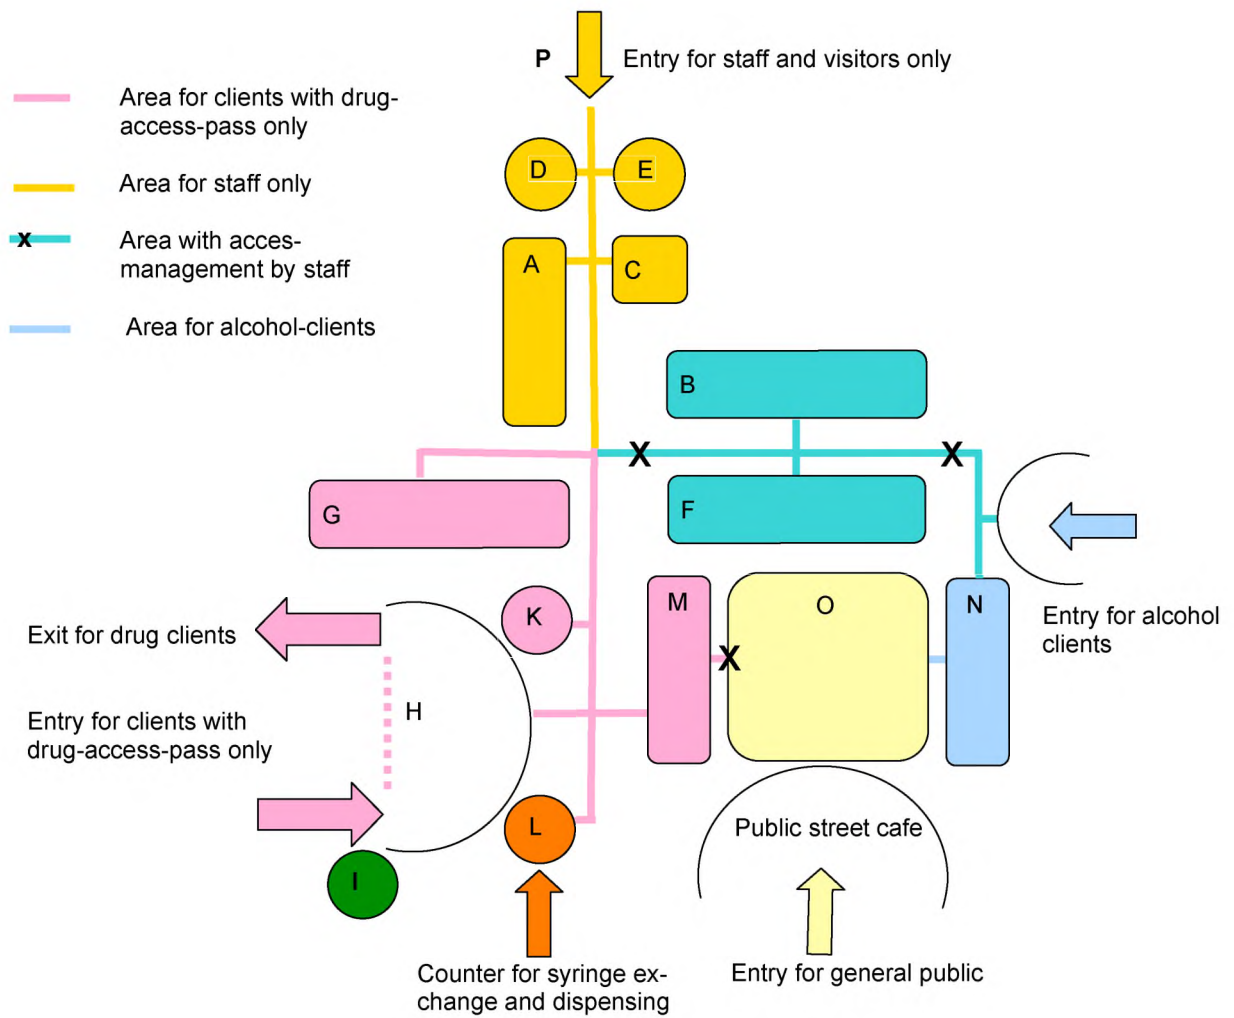 P
Entry for staff and visitors only
Area for clients with drug-
access-pass only
Area for staff only
x
Area with acces-
management by staff
Area for alcohol-clients
D
E
A
C
B
X
X
G
F
Entry for alcohol
clients
K
M
O
N
X
Exit for drug clients
H
Entry for clients with
drug-access-pass only
L
I
Public street cafe
Counter for syringe ex-
change and dispensing
Entry for general public